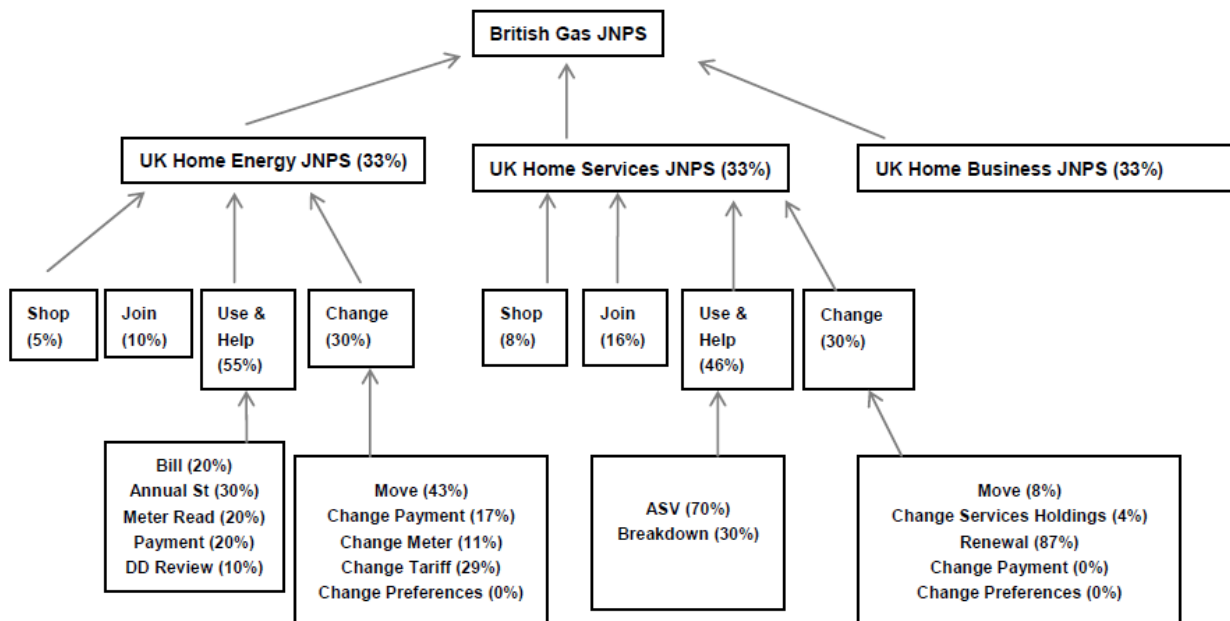 British Gas JNPS
UK Home Energy JNPS (33%)
UK Home Services JNPS (33%)
UK Home Business JNPS (33%)
Shop
(5%)
Join
(10%)
Use &
Help
(55%)
Change
(30%)
Shop
(8%)
Join
(16%)
Use &
Help
(46%)
Change
(30%)
Bill (20%)
Annual St (30%)
Meter Read (20%)
Payment (20%)
DD Review (10%)
Move (43%)
Change Payment (17%)
Change Meter (11%)
Change Tariff (29%)
Change Preferences (0%)
ASV (70%)
Breakdown (30%)
Move (8%)
Change Services Holdings (4%)
Renewal (87%)
Change Payment (0%)
Change Preferences (0%)